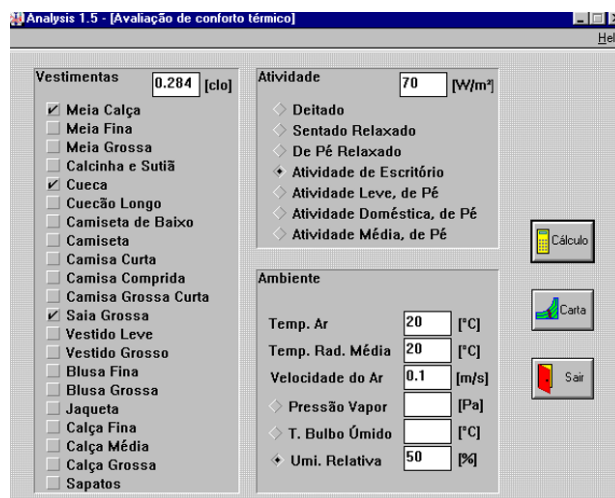 Analysis 1.5 - [Avaliação de conforto térmico]
Hel
Vestimentas 0.284 [clo]
Meia Calça
Meia Fina
Meia Grossa
Calcinha e Sutiã
Cueca
Cuecão Longo
Camiseta de Baixo
Camiseta
Camisa Curta
Camisa Comprida
Camisa Grossa Curta
Saia Grossa
Vestido Leve
Vestido Grosso
Blusa Fina
Blusa Grossa
Jaqueta
Calça Fina
Calça Média
Calça Grossa
Sapatos
Atividade 70 [W/m²]
Deitado
Sentado Relaxado
De Pé Relaxado
Atividade de Escritório
Atividade Leve, de Pé
Atividade Doméstica, de Pé
Atividade Média, de Pé
Ambiente
Temp. Ar 20 [°C]
Temp. Rad. Média 20 [°C]
Velocidade do Ar 0.1 [m/s]
Pressão Vapor [Pa]
T. Bulbo Úmido [°C]
Umi. Relativa 50 [%]
Cálculo
Carta
Sair